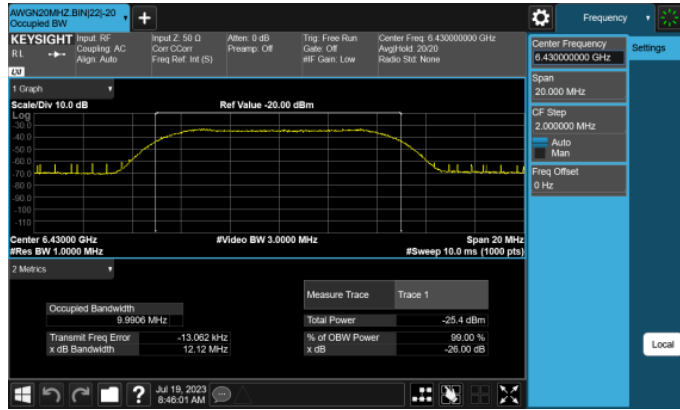 AWGN20MHZ.BIN|22|-20
Occupied BW
Frequency
KEYSIGHT
R L
Input: RF
Coupling: AC
Align: Auto
Input Z: 50 Ω
Corr CCorr
Freq Ref: Int (S)
Atten: 0 dB
Preamp: Off
Trig: Free Run
Gate: Off
#IF Gain: Low
Center Freq: 6.430000000 GHz
Avg|Hold: 20/20
Radio Std: None
LXI
Center Frequency
6.430000000 GHz
Settings
Span
20.000 MHz
CF Step
2.000000 MHz
Auto
Man
Freq Offset
0 Hz
1 Graph
Scale/Div 10.0 dB
Ref Value -20.00 dBm
Log
-30.0
-40.0
-50.0
-60.0
-70.0
-80.0
-90.0
-100
-110
Center 6.43000 GHz
#Video BW 3.0000 MHz
Span 20 MHz
#Res BW 1.0000 MHz
#Sweep 10.0 ms (1000 pts)
2 Metrics
Measure Trace
Trace 1
Occupied Bandwidth
9.9906 MHz
Total Power
-25.4 dBm
Transmit Freq Error
-13.062 kHz
% of OBW Power
99.00 %
x dB Bandwidth
12.12 MHz
x dB
-26.00 dB
Local
?
Jul 19, 2023
8:46:01 AM